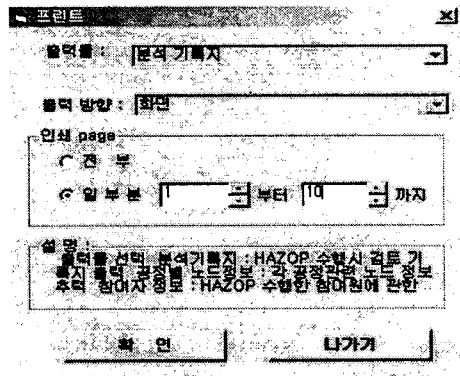 프린트
출력물 : 분석 기록지
출력 방향 : 화면
인쇄 page
전 부
일 부 분 1 부터 10 까지
설 명 :
출력물 선택 분석기록지 : HAZOP 수행시 검토 기
록지 출력 공정별 노드정보 : 각 공정관련 노드 정보
출력 참여자 정보 : HAZOP 수행한 참여원에 관한
확 인 나가기